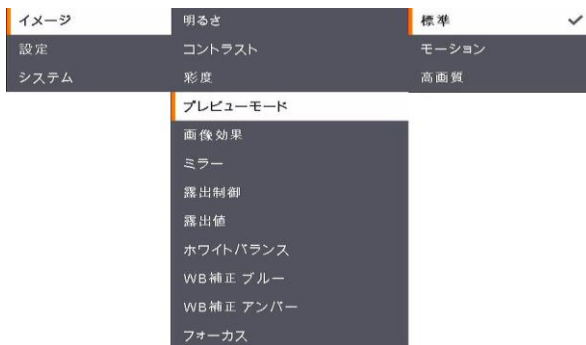 イメージ
設定
システム
明るさ
コントラスト
彩度
プレビューモード
画像効果
ミラー
露出制御
露出値
ホワイトバランス
WB補正 ブルー
WB補正 アンバー
フォーカス
標準
モーション
高画質